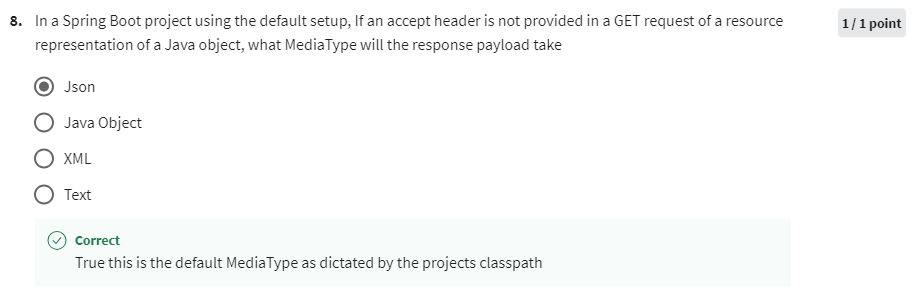 8. In a Spring Boot project using the default setup, If an accept header is not provided in a GET request of a resource
1 / 1 point
representation of a Java object, what MediaType will the response payload take
Json
Java Object
XML
Text
Correct
True this is the default MediaType as dictated by the projects classpath